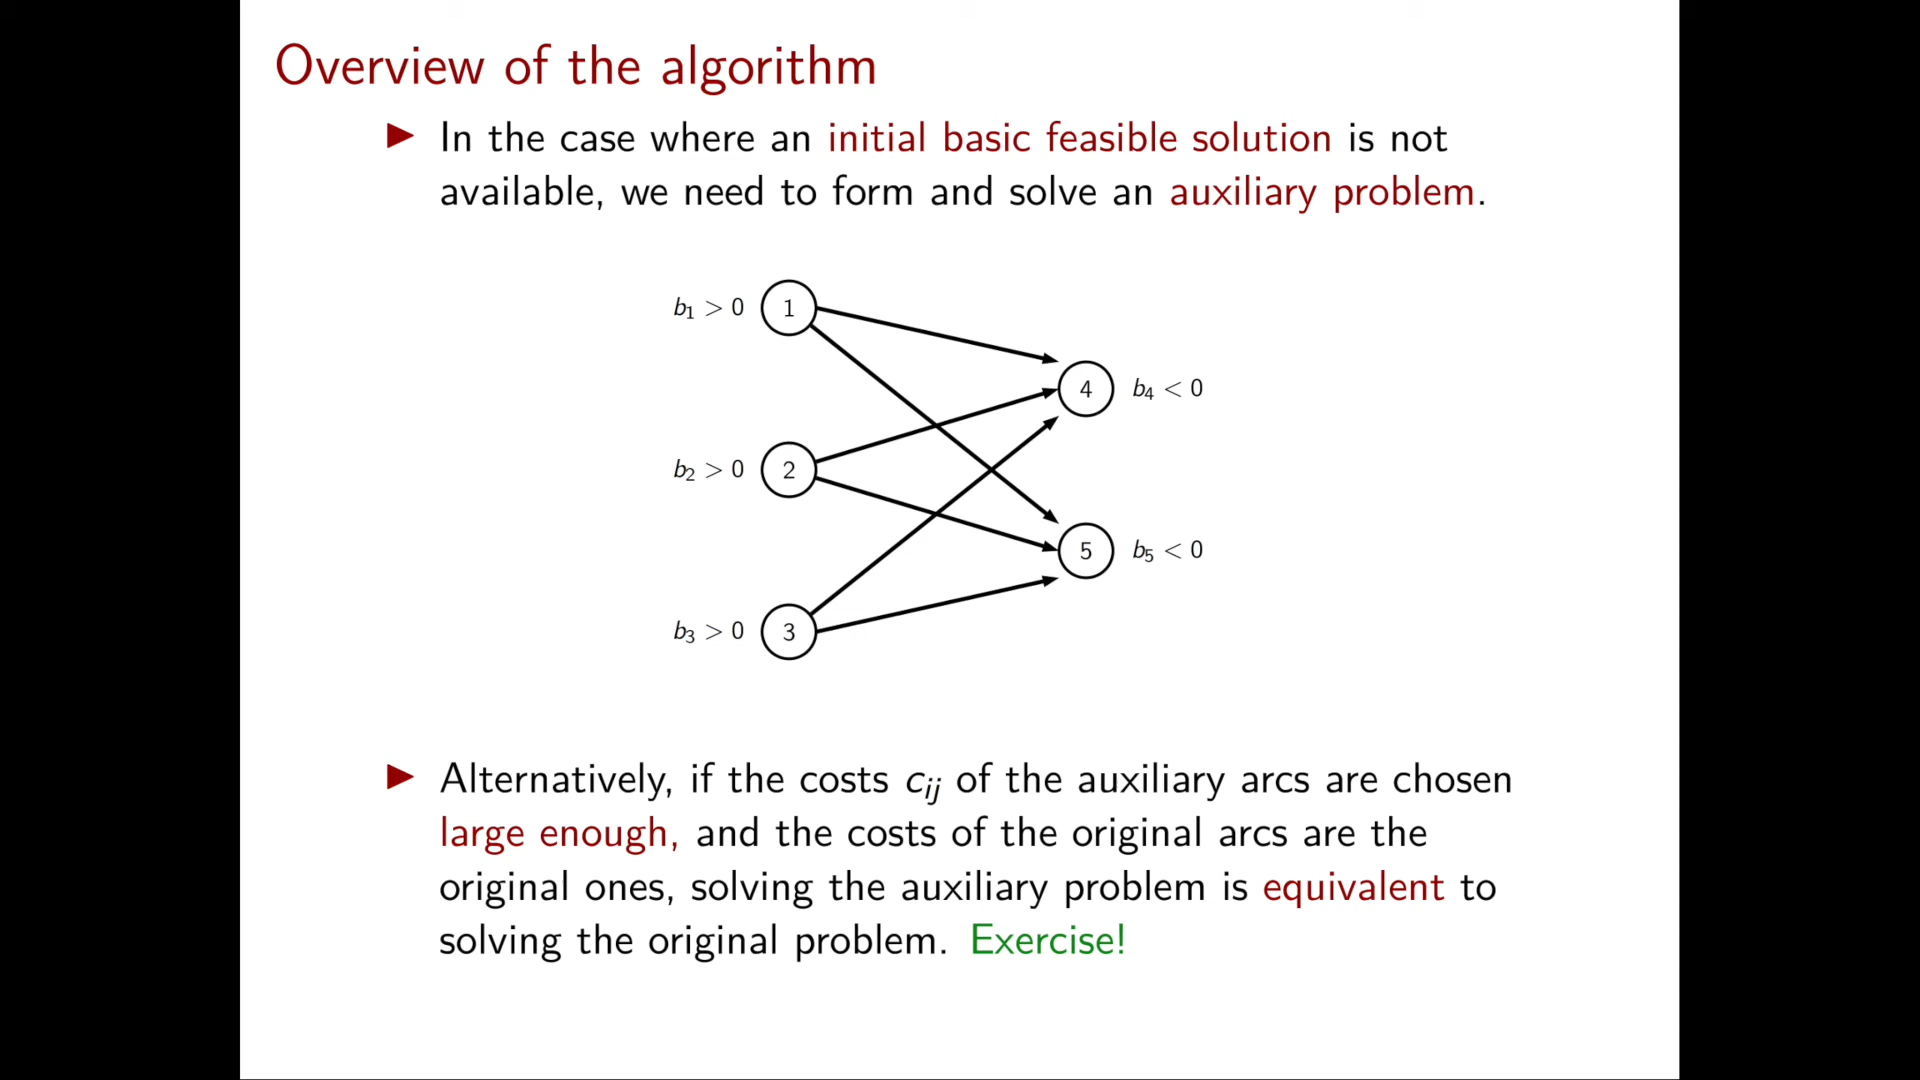 Overview of the algorithm
▶ In the case where an initial basic feasible solution is not
available, we need to form and solve an auxiliary problem.
b₁ > 0 1
4 b₄ < 0
b₂ > 0 2
5 b₅ < 0
b₃ > 0 3
▶ Alternatively, if the costs cᵢⱼ of the auxiliary arcs are chosen
large enough, and the costs of the original arcs are the
original ones, solving the auxiliary problem is equivalent to
solving the original problem. Exercise!